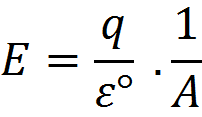 E = q/ε° . 1/A